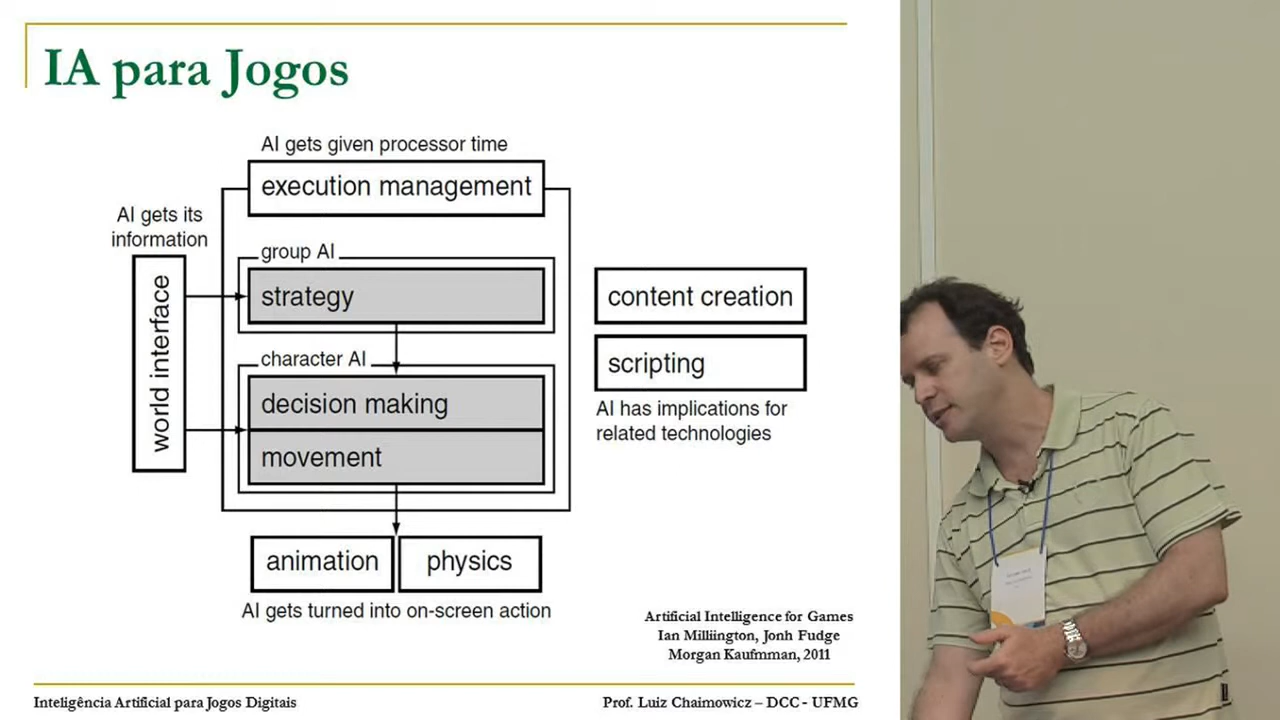 IA para Jogos
AI gets given processor time
execution management
AI gets its
information
world interface
group AI
strategy
character AI
decision making
movement
content creation
scripting
AI has implications for
related technologies
animation
physics
AI gets turned into on-screen action
Artificial Intelligence for Games
Ian Milliington, Jonh Fudge
Morgan Kaufmman, 2011
Inteligência Artificial para Jogos Digitais
Prof. Luiz Chaimowicz – DCC - UFMG